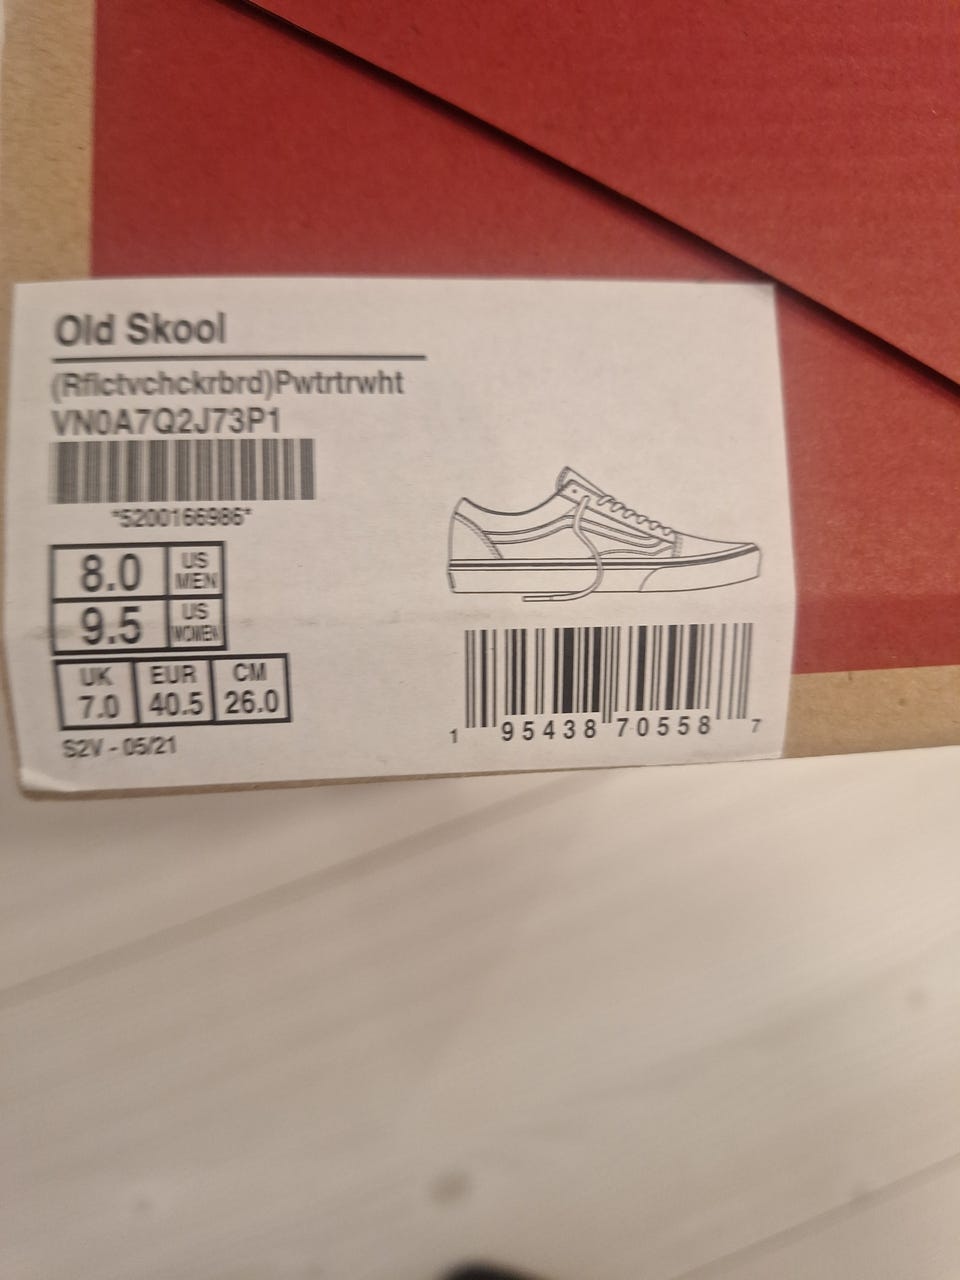 Old Skool
(Rflctvchckrbrd)Pwtrtrwht
VN0A7Q2J73P1
*5200166986*
8.0 US MEN
9.5 US WOMEN
UK EUR CM
7.0 40.5 26.0
S2V - 05/21
1 95438 70558 7